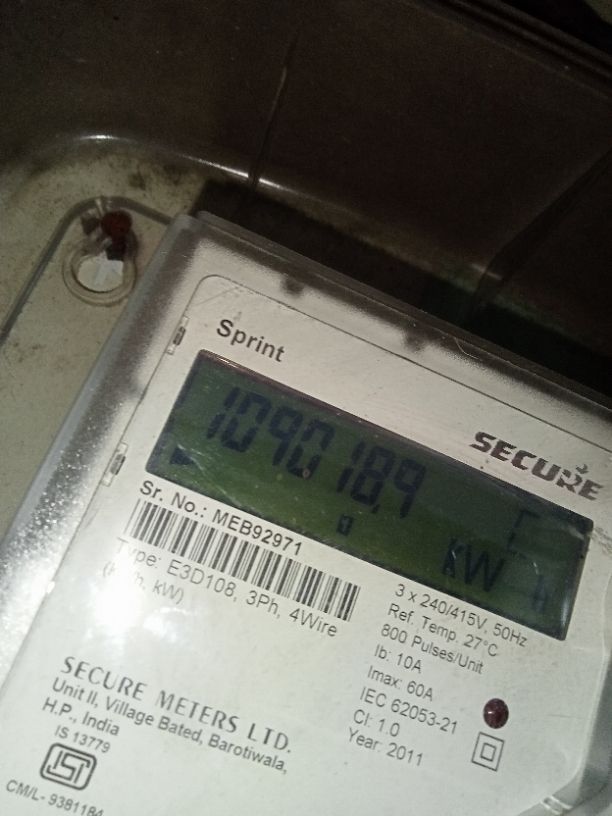 Sprint
SECURE
109018.9 C
kW h
Sr. No.: MEB92971
Type: E3D108, 3Ph, 4Wire
kW)
3 x 240/415V, 50Hz
Ref. Temp. 27°C
800 Pulses/Unit
Ib: 10A
Imax: 60A
IEC 62053-21
Cl: 1.0
Year: 2011
SECURE METERS LTD.
Unit II, Village Bated, Barotiwala,
H.P., India
IS 13779
CM/L- 9381184